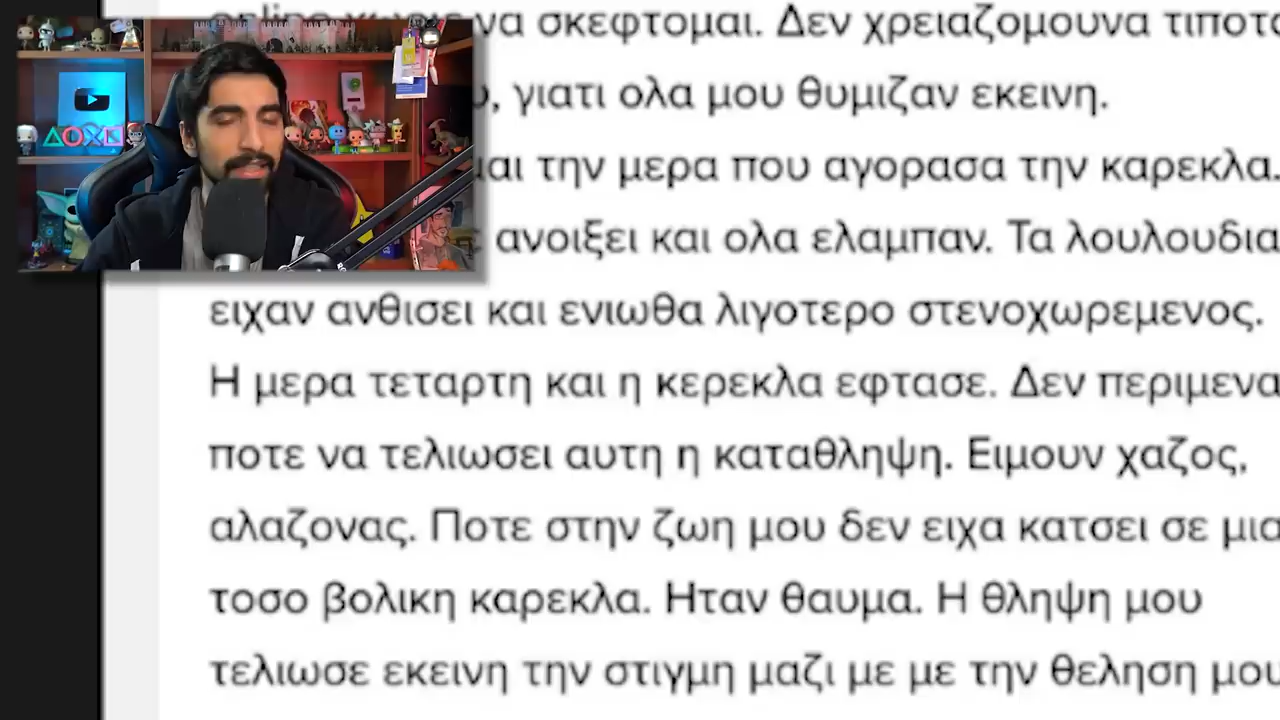 να σκεφτομαι. Δεν χρειαζομουνα τιποτα
, γιατι ολα μου θυμιζαν εκεινη.
την μερα που αγορασα την καρεκλα.
ανοιξει και ολα ελαμπαν. Τα λουλουδια
ειχαν ανθισει και ενιωθα λιγοτερο στενοχωρεμενος.
Η μερα τεταρτη και η κερεκλα εφτασε. Δεν περιμενα
ποτε να τελιωσει αυτη η καταθληψη. Ειμουν χαζος,
αλαζονας. Ποτε στην ζωη μου δεν ειχα κατσει σε μια
τοσο βολικη καρεκλα. Ηταν θαυμα. Η θληψη μου
τελιωσε εκεινη την στιγμη μαζι με με την θεληση μου